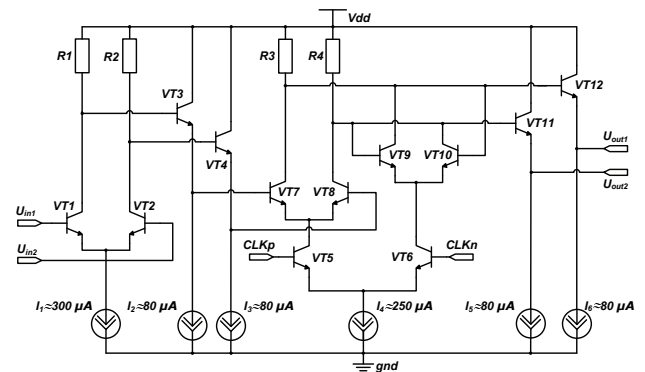 Vdd
R1 R2 R3 R4
VT3 VT12
VT11
VT4 VT9 VT10
VT7 VT8
Uin1 VT1 VT2 Uout1
Uout2
Uin2 CLKp VT5 VT6 CLKn
I1≈300 μA I2≈80 μA I3≈80 μA I4≈250 μA I5≈80 μA I6≈80 μA
gnd